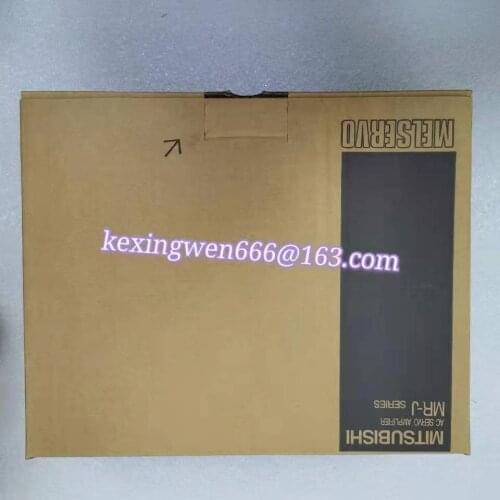 MELSERVO
kexingwen666@163.com
MR-J SERIES
AC SERVO AMPLIFIER
MITSUBISHI